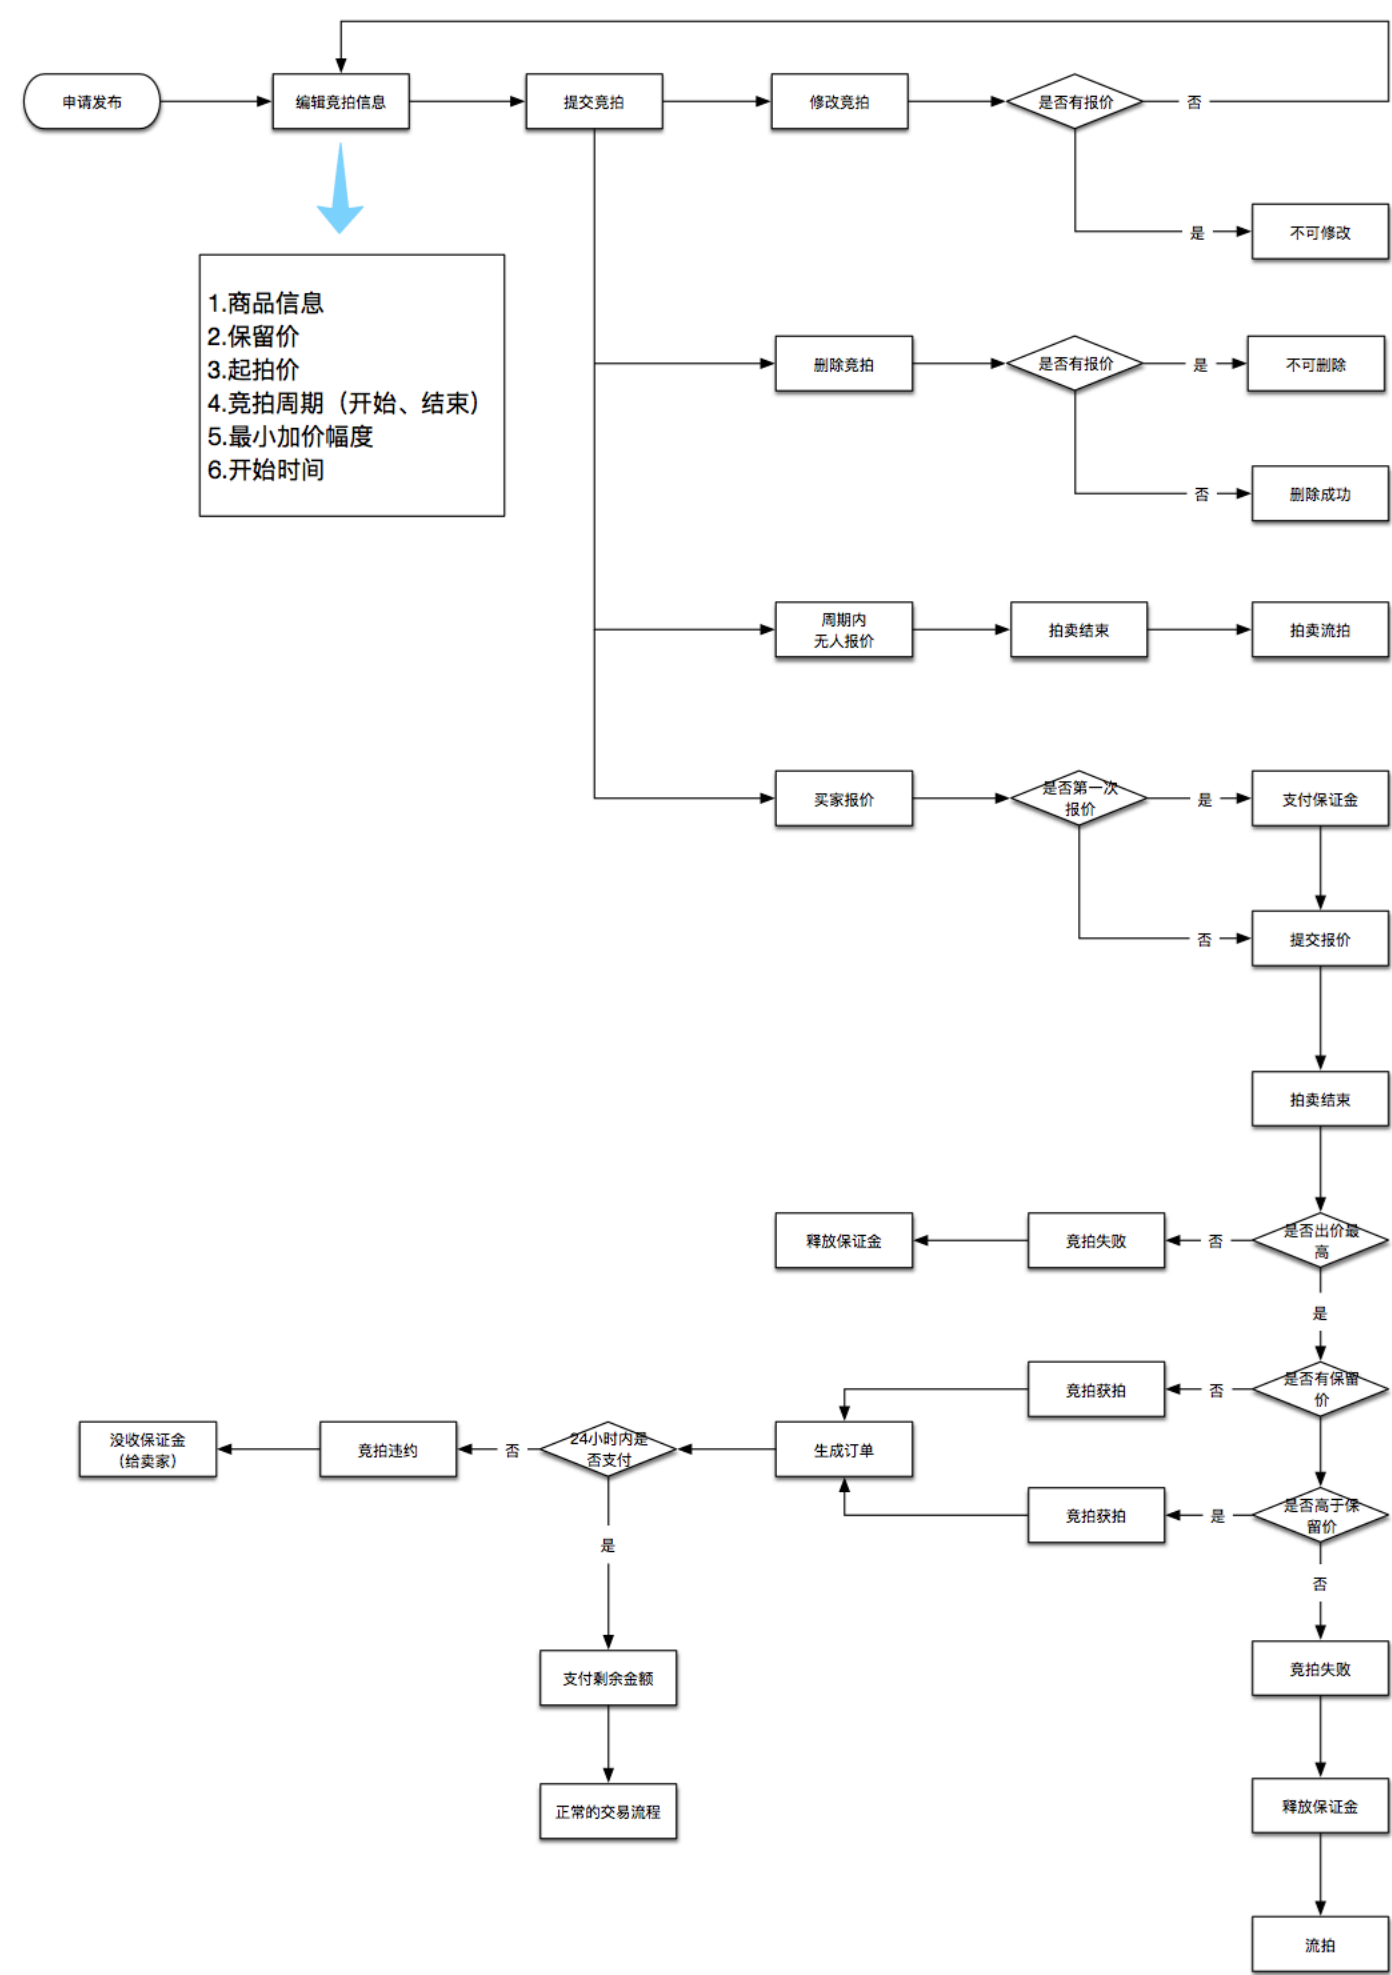 申请发布
编辑竞拍信息
提交竞拍
修改竞拍
是否有报价
否
是
不可修改
1.商品信息
2.保留价
3.起拍价
4.竞拍周期（开始、结束）
5.最小加价幅度
6.开始时间
删除竞拍
是否有报价
是
不可删除
否
删除成功
周期内
无人报价
拍卖结束
拍卖流拍
买家报价
是否第一次
报价
是
支付保证金
否
提交报价
拍卖结束
释放保证金
竞拍失败
否
是否出价最
高
是
竞拍获拍
否
是否有保留
价
没收保证金
（给卖家）
竞拍违约
否
24小时内是
否支付
生成订单
竞拍获拍
是
是否高于保
留价
是
否
支付剩余金额
竞拍失败
正常的交易流程
释放保证金
流拍